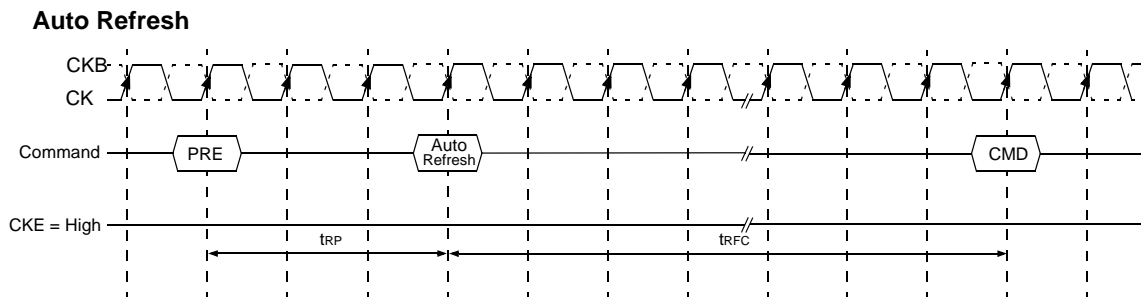 Auto Refresh
CKB
CK
Command
PRE
Auto
Refresh
CMD
CKE = High
tRP
tRFC